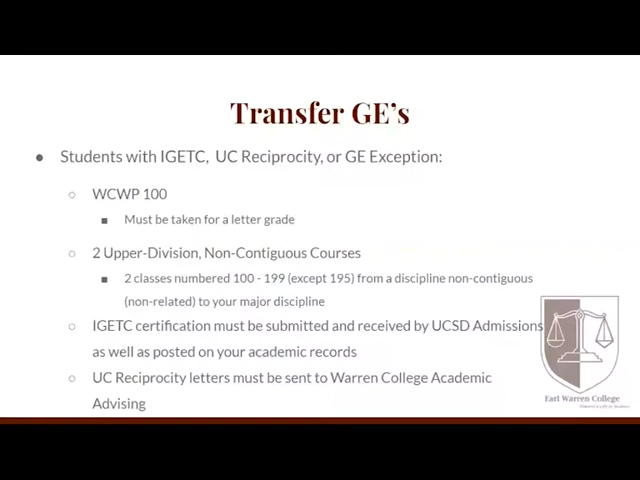 Transfer GE's
● Students with IGETC, UC Reciprocity, or GE Exception:
○ WCWP 100
■ Must be taken for a letter grade
○ 2 Upper-Division, Non-Contiguous Courses
■ 2 classes numbered 100 - 199 (except 195) from a discipline non-contiguous
(non-related) to your major discipline
○ IGETC certification must be submitted and received by UCSD Admissions
as well as posted on your academic records
○ UC Reciprocity letters must be sent to Warren College Academic
Advising
Earl Warren College